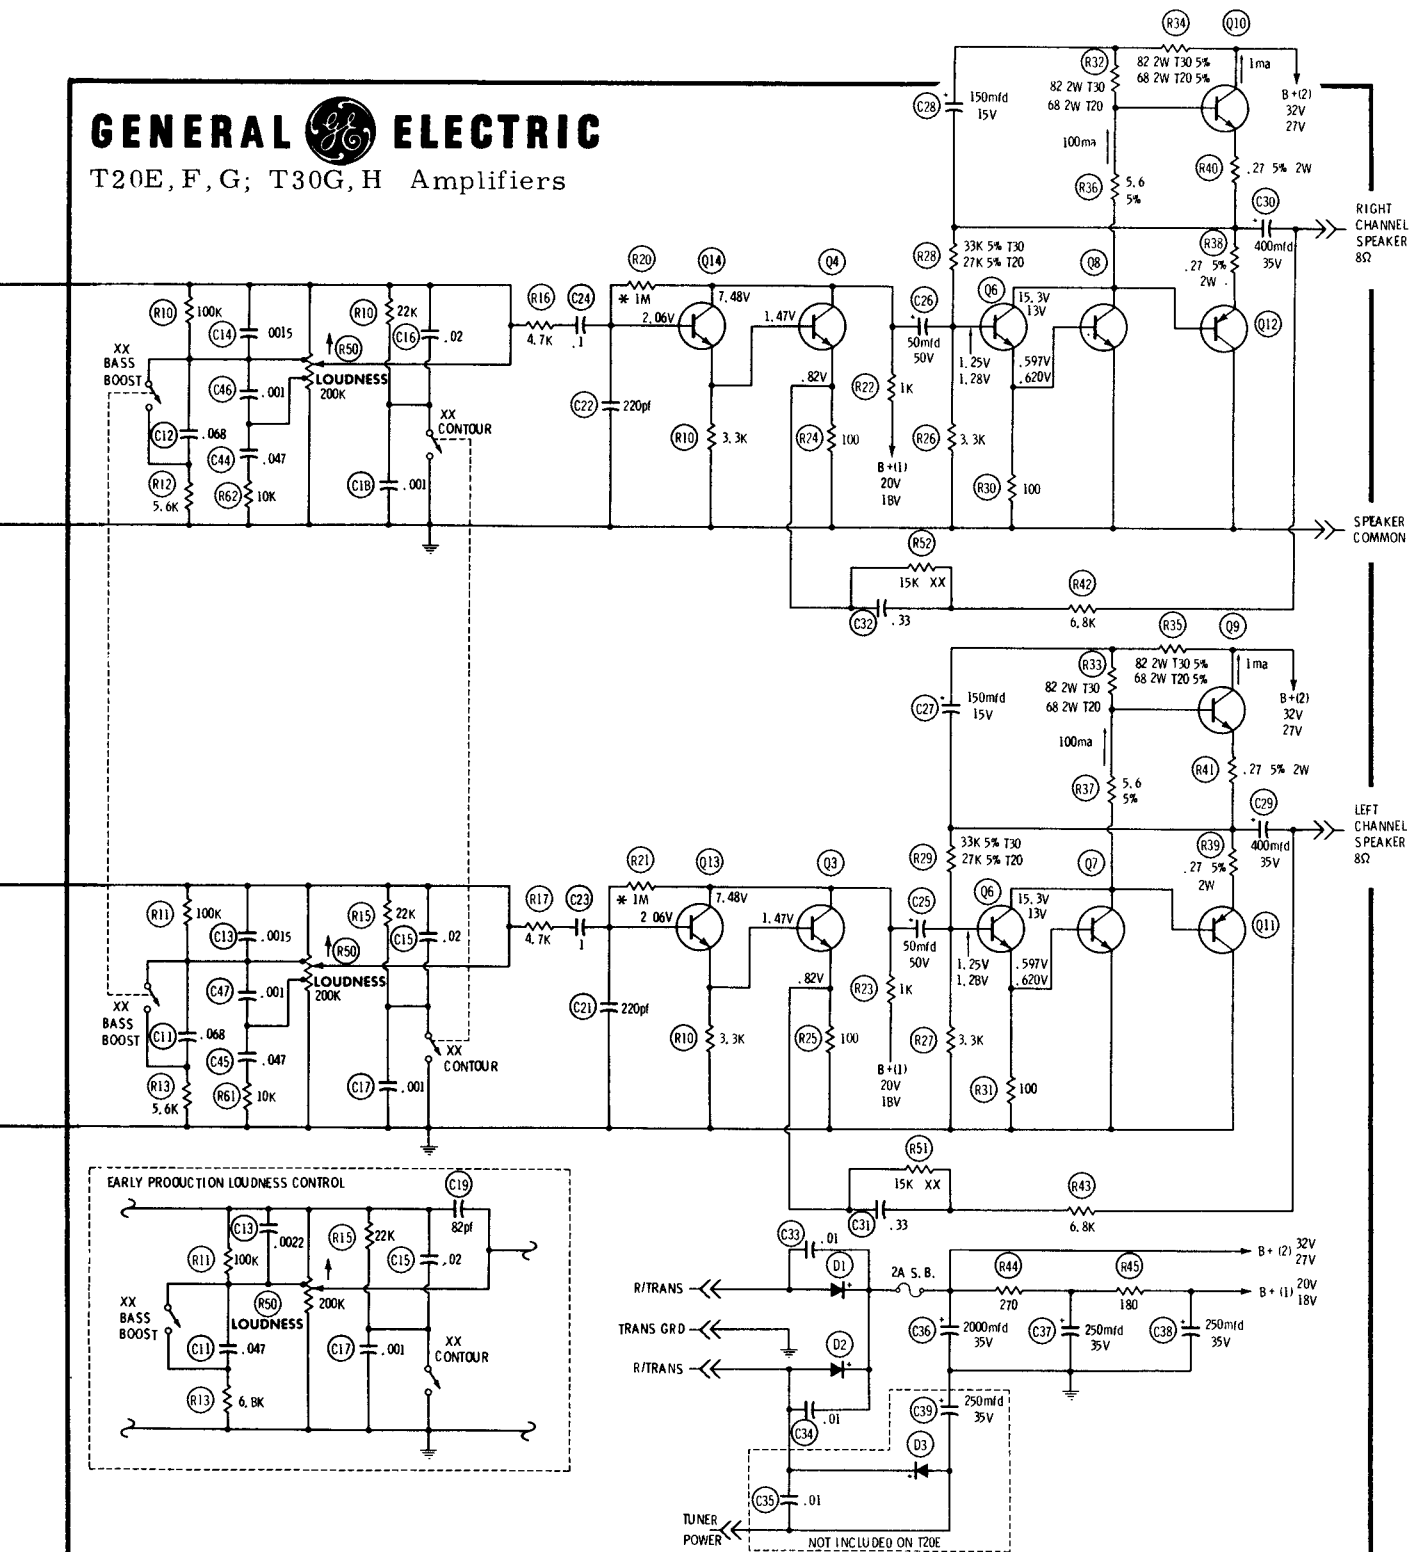 GENERAL GE ELECTRIC
T20E, F, G; T30G, H Amplifiers
R34
Q10
R32
82 2W T30 5%
68 2W T20 5%
1ma
82 2W T30
68 2W T20
B+(2)
32V
27V
C28
150mfd
15V
100ma
R40
.27 5% 2W
R36
5.6
5%
C30
400mfd
35V
RIGHT
CHANNEL
SPEAKER
8Ω
R38
.27 5%
2W
R28
33K 5% T30
27K 5% T20
Q8
R20
* 1M
Q14
7.48V
Q4
C26
50mfd
50V
Q6
15.3V
13V
Q12
R10
100K
C14
.0015
R50
LOUDNESS
200K
R10
22K
C16
.02
R16
4.7K
C24
.1
2.06V
1.47V
XX
BASS
BOOST
C46
.001
1.25V
1.28V
.597V
.620V
.82V
R22
1K
C22
220pf
XX
CONTOUR
C12
.068
C44
.047
R10
3.3K
R24
100
R26
3.3K
B+(1)
20V
18V
R12
5.6K
R62
10K
C18
.001
R30
100
SPEAKER
COMMON
R52
15K XX
C32
.33
R42
6.8K
R35
Q9
R33
82 2W T30 5%
68 2W T20 5%
1ma
82 2W T30
68 2W T20
B+(2)
32V
27V
C27
150mfd
15V
100ma
R41
.27 5% 2W
R37
5.6
5%
C29
400mfd
35V
LEFT
CHANNEL
SPEAKER
8Ω
R39
.27 5%
2W
R29
33K 5% T30
27K 5% T20
Q7
R21
* 1M
Q13
7.48V
Q3
C25
50mfd
50V
Q6
15.3V
13V
Q11
R11
100K
C13
.0015
R50
LOUDNESS
200K
R15
22K
C15
.02
R17
4.7K
C23
.1
2 06V
1.47V
C47
.001
1.25V
1.28V
.597V
.620V
.82V
R23
1K
C21
220pf
XX
BASS
BOOST
C11
.068
C45
.047
XX
CONTOUR
R10
3.3K
R25
100
R27
3.3K
B+(1)
20V
18V
R13
5.6K
R61
10K
C17
.001
R31
100
R51
15K XX
C31
.33
R43
6.8K
EARLY PRODUCTION LOUDNESS CONTROL
C19
82pf
C13
.0022
R15
22K
R11
100K
C15
.02
R50
LOUDNESS
200K
XX
BASS
BOOST
C11
.047
C17
.001
XX
CONTOUR
R13
6.8K
C33
.01
D1
R/TRANS
2A S.B.
R44
270
R45
180
B+(2) 32V
27V
B+(1) 20V
18V
TRANS GRD
C36
2000mfd
35V
C37
250mfd
35V
C38
250mfd
35V
D2
R/TRANS
C34
.01
C39
250mfd
35V
D3
C35
.01
TUNER
POWER
NOT INCLUDED ON T20E